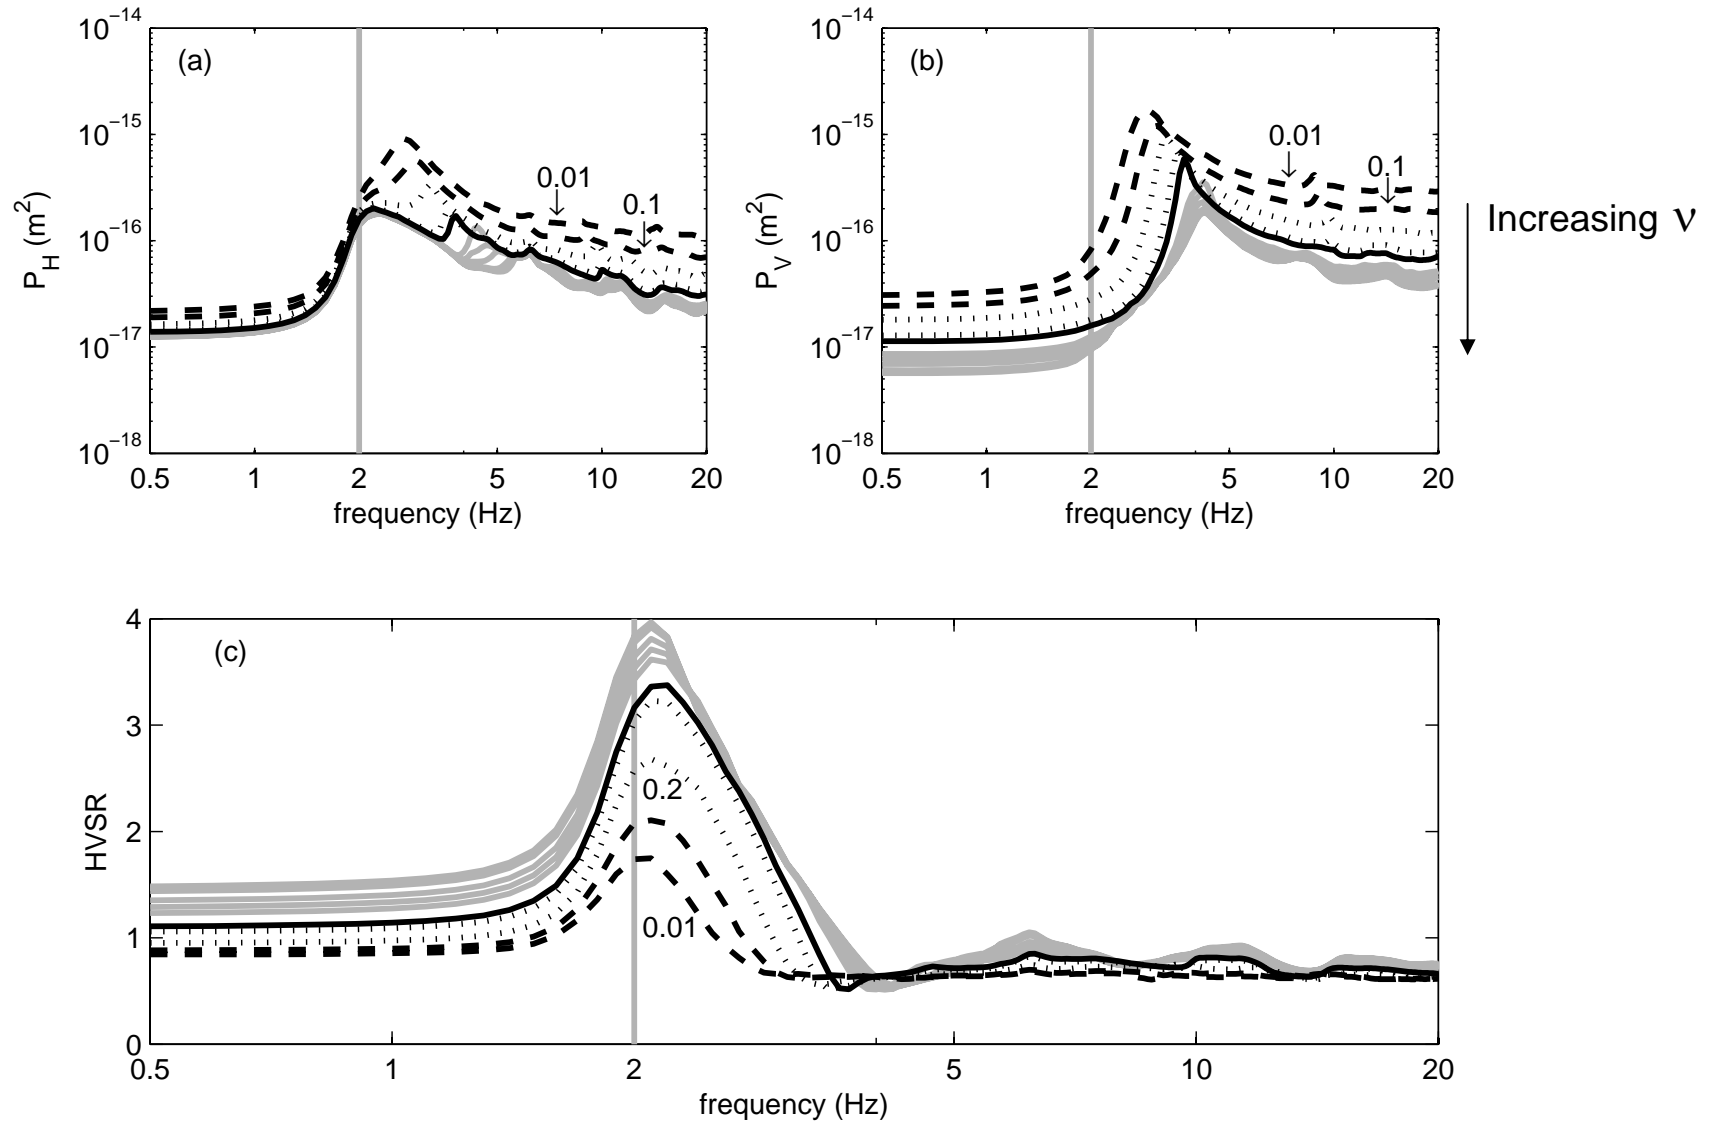 (a)
P_H (m^2)
10^−14
10^−15
10^−16
10^−17
10^−18
0.01
0.1
0.5 1 2 5 10 20
frequency (Hz)
(b)
P_V (m^2)
10^−14
10^−15
10^−16
10^−17
10^−18
0.01
0.1
0.5 1 2 5 10 20
frequency (Hz)
Increasing ν
(c)
HVSR
4
3
2
1
0
0.2
0.01
0.5 1 2 5 10 20
frequency (Hz)